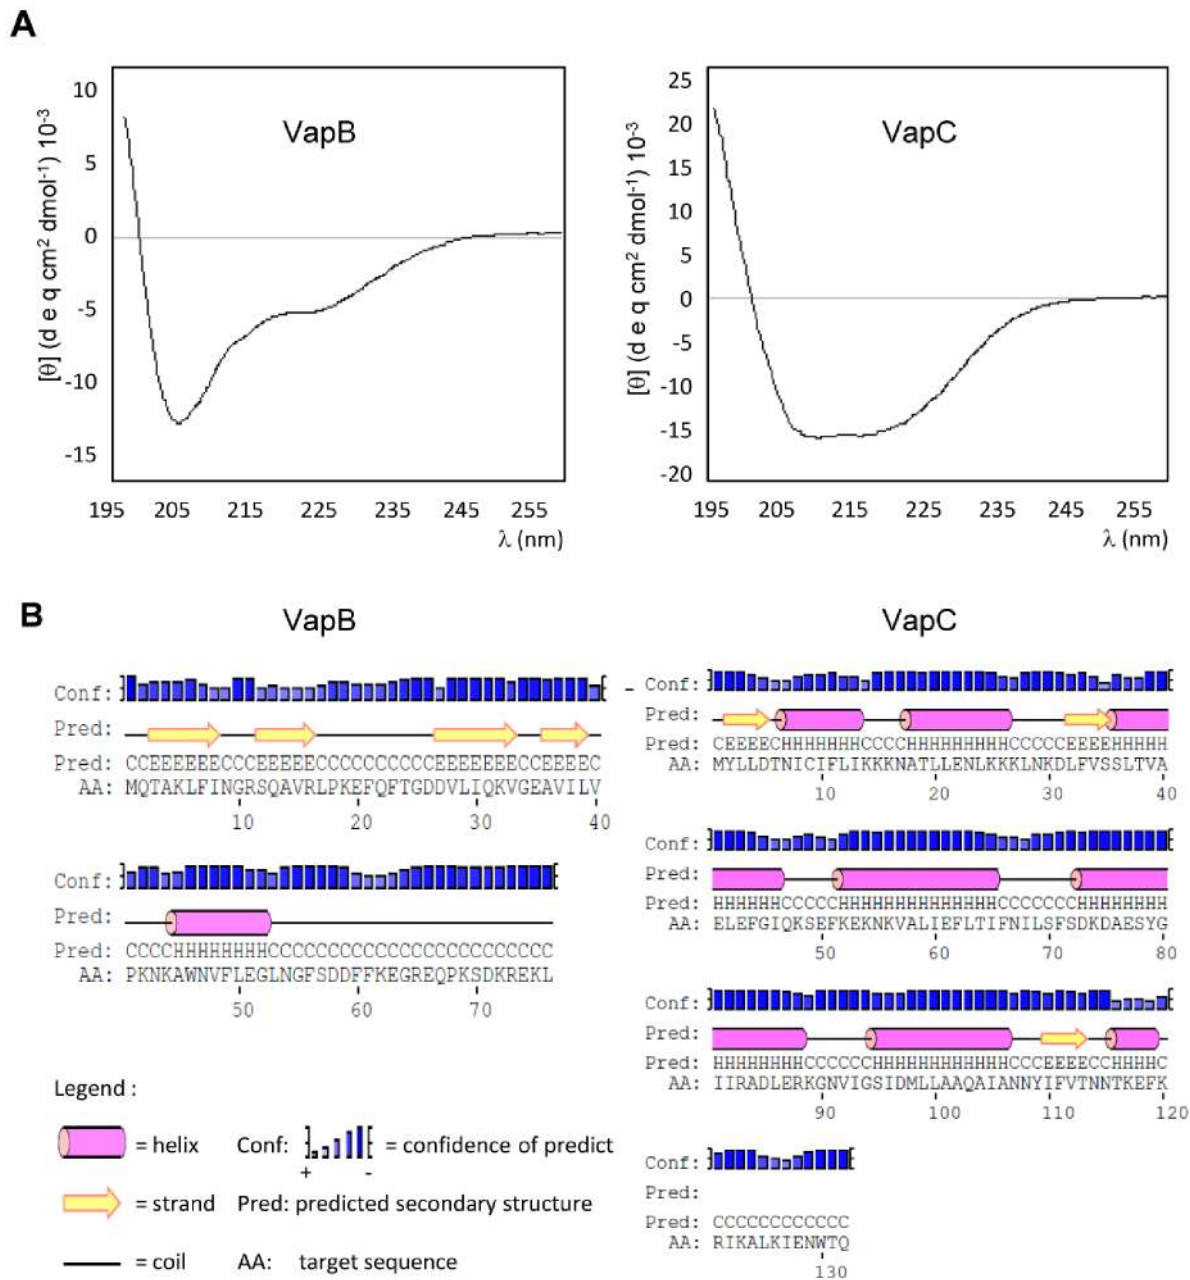 A
VapB
10
5
0
-5
-10
-15
[θ] (d e q cm² dmol⁻¹) 10⁻³
195 205 215 225 235 245 255
λ (nm)
VapC
25
20
15
10
5
0
-5
-10
-15
-20
[θ] (d e q cm² dmol⁻¹) 10⁻³
195 205 215 225 235 245 255
λ (nm)
B
VapB
Conf:
Pred:
Pred: CCEEEEEECCCEEEEECCCCCCCCCCEEEEEEECCEEEEC
AA: MQTAKLFINGRSQAVRLPKEFQFTGDDVLIQKVGEAVILV
10 20 30 40
Conf:
Pred:
Pred: CCCCHHHHHHHHCCCCCCCCCCCCCCCCCCCCCCCC
AA: PKNKAWNVFLEGLNGFSDDFFKEGREQPKSDKREKL
50 60 70
Legend :
= helix
Conf: = confidence of predict
+ -
= strand
Pred: predicted secondary structure
= coil
AA: target sequence
VapC
Conf:
Pred:
Pred: CEEEECHHHHHHHCCCCHHHHHHHHHCCCCCEEEEHHHHH
AA: MYLLDTNICIFLIKKKNATLLENLKKKLNKDLFVSSLTVA
10 20 30 40
Conf:
Pred:
Pred: HHHHHHCCCCCHHHHHHHHHHHHHHCCCCCCCHHHHHHHH
AA: ELEFGIQKSEFKEKNKVALIEFLTIFNILSFSDKDAESYG
50 60 70 80
Conf:
Pred:
Pred: HHHHHHHHCCCCCCHHHHHHHHHHHHCCCEEEECCHHHHC
AA: IIRADLERKGNVIGSIDMLLAAQAIANNYIFVTNNTKEFK
90 100 110 120
Conf:
Pred:
Pred: CCCCCCCCCCCC
AA: RIKALKIENWTQ
130